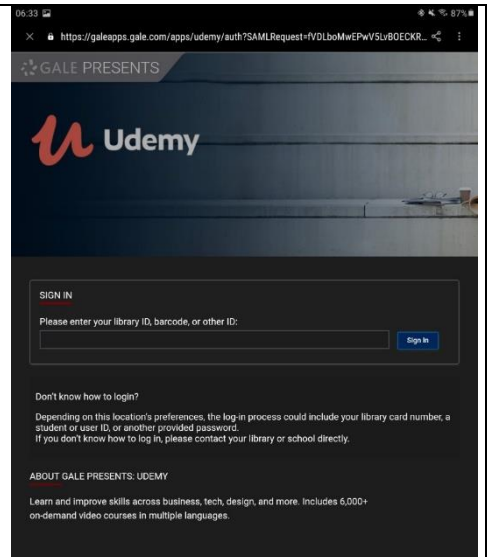 06:33
87%
https://galeapps.gale.com/apps/udemy/auth?SAMLRequest=fVDLboMwEPwV5LvBOECKR...
GALE PRESENTS
Udemy
SIGN IN
Please enter your library ID, barcode, or other ID:
Sign In
Don't know how to login?
Depending on this location's preferences, the log-in process could include your library card number, a
student or user ID, or another provided password.
If you don't know how to log in, please contact your library or school directly.
ABOUT GALE PRESENTS: UDEMY
Learn and improve skills across business, tech, design, and more. Includes 6,000+
on-demand video courses in multiple languages.